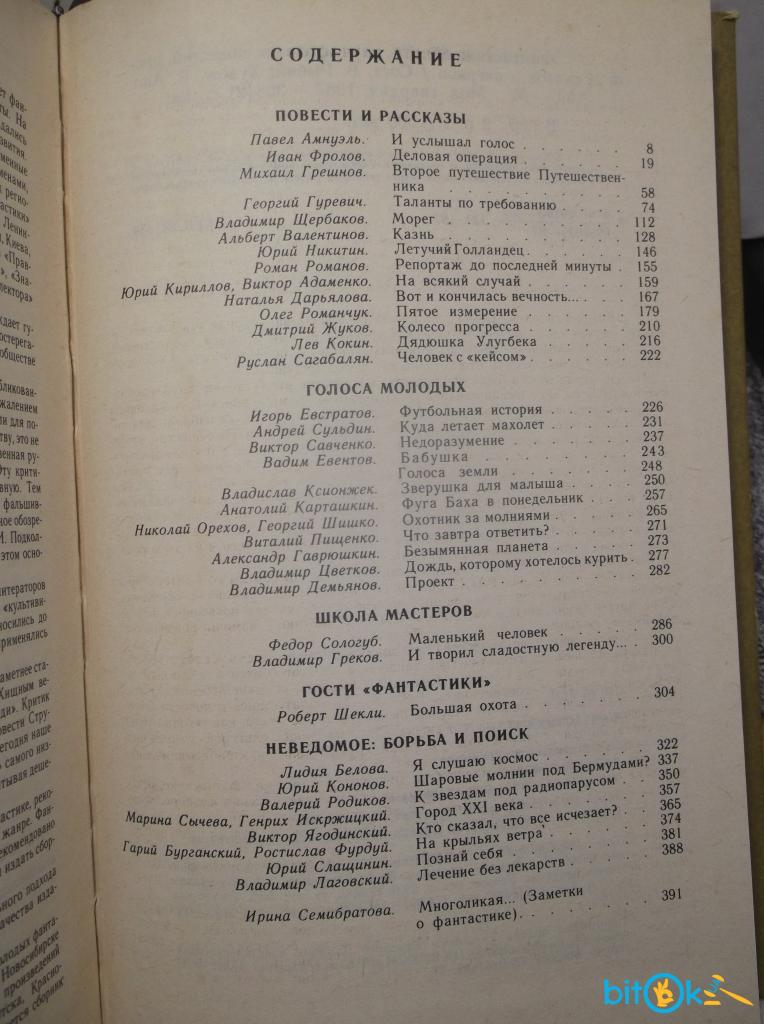 СОДЕРЖАНИЕ
ПОВЕСТИ И РАССКАЗЫ
Павел Амнуэль. И услышал голос . . . . . . 8
Иван Фролов. Деловая операция . . . . . 19
Михаил Грешнов. Второе путешествие Путешествен-
ника . . . . . . . . . 58
Георгий Гуревич. Таланты по требованию . . . . 74
Владимир Щербаков. Морег . . . . . . . . . 112
Альберт Валентинов. Казнь . . . . . . . . . 128
Юрий Никитин. Летучий Голландец . . . . . 146
Роман Романов. Репортаж до последней минуты . 155
Юрий Кириллов, Виктор Адаменко. На всякий случай . . . . . 159
Наталья Дарьялова. Вот и кончилась вечность... . . 167
Олег Романчук. Пятое измерение . . . . . . 179
Дмитрий Жуков. Колесо прогресса . . . . . . 210
Лев Кокин. Дядюшка Улугбека . . . . . 216
Руслан Сагабалян. Человек с «кейсом» . . . . . 222
ГОЛОСА МОЛОДЫХ
Игорь Евстратов. Футбольная история . . . . . 226
Андрей Сульдин. Куда летает махолет . . . . 231
Виктор Савченко. Недоразумение . . . . . . 237
Вадим Евентов. Бабушка . . . . . . . . 243
Голоса земли . . . . . . 248
Владислав Ксионжек. Зверушка для малыша . . . . 250
Анатолий Карташкин. Фуга Баха в понедельник . . . 257
Николай Орехов, Георгий Шишко. Охотник за молниями . . . . 265
Виталий Пищенко. Что завтра ответить? . . . . 271
Александр Гаврюшкин. Безымянная планета . . . . 273
Владимир Цветков. Дождь, которому хотелось курить . 277
Владимир Демьянов. Проект . . . . . . . . . 282
ШКОЛА МАСТЕРОВ
Федор Сологуб. Маленький человек . . . . . 286
Владимир Греков. И творил сладостную легенду... . 300
ГОСТИ «ФАНТАСТИКИ»
Роберт Шекли. Большая охота . . . . . . 304
НЕВЕДОМОЕ: БОРЬБА И ПОИСК
Лидия Белова. Я слушаю космос . . . . . 322
Юрий Кононов. Шаровые молнии под Бермудами? 337
Валерий Родиков. К звездам под радиопарусом . . 350
Марина Сычева, Генрих Искржицкий. Город XXI века . . . . . . 357
Виктор Ягодинский. Кто сказал, что все исчезает? . . 365
Гарий Бурганский, Ростислав Фурдуй. На крыльях ветра . . . . . . 374
Юрий Слащинин. Познай себя . . . . . . . 381
Владимир Лаговский. Лечение без лекарств . . . . 388
Ирина Семибратова. Многоликая... (Заметки
о фантастике) . . . . . . 391
bitok